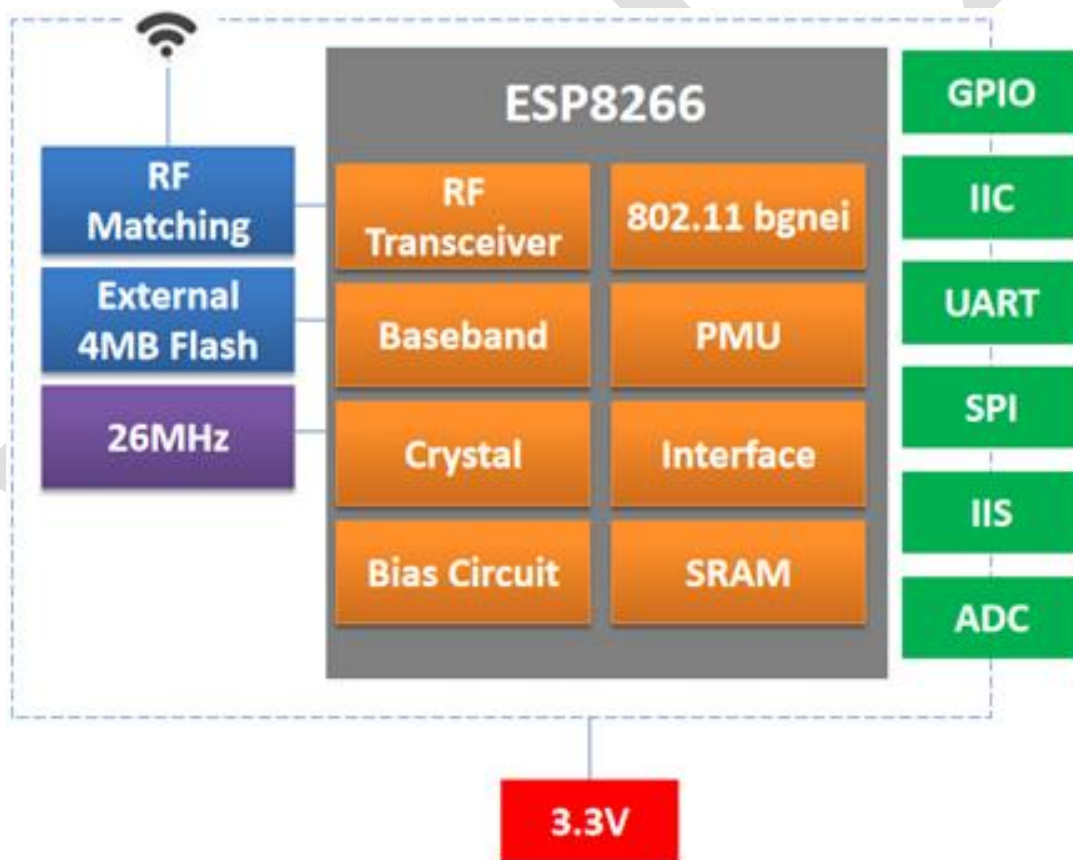 ESP8266
RF
Matching
External
4MB Flash
26MHz
RF
Transceiver
802.11 bgnei
Baseband
PMU
Crystal
Interface
Bias Circuit
SRAM
GPIO
IIC
UART
SPI
IIS
ADC
3.3V